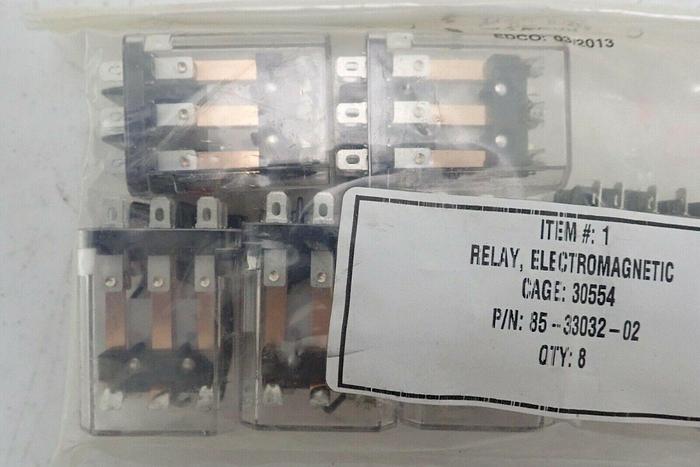 EDCO: 03/2013
ITEM #: 1
RELAY, ELECTROMAGNETIC
CAGE: 30554
P/N: 85-33032-02
QTY: 8